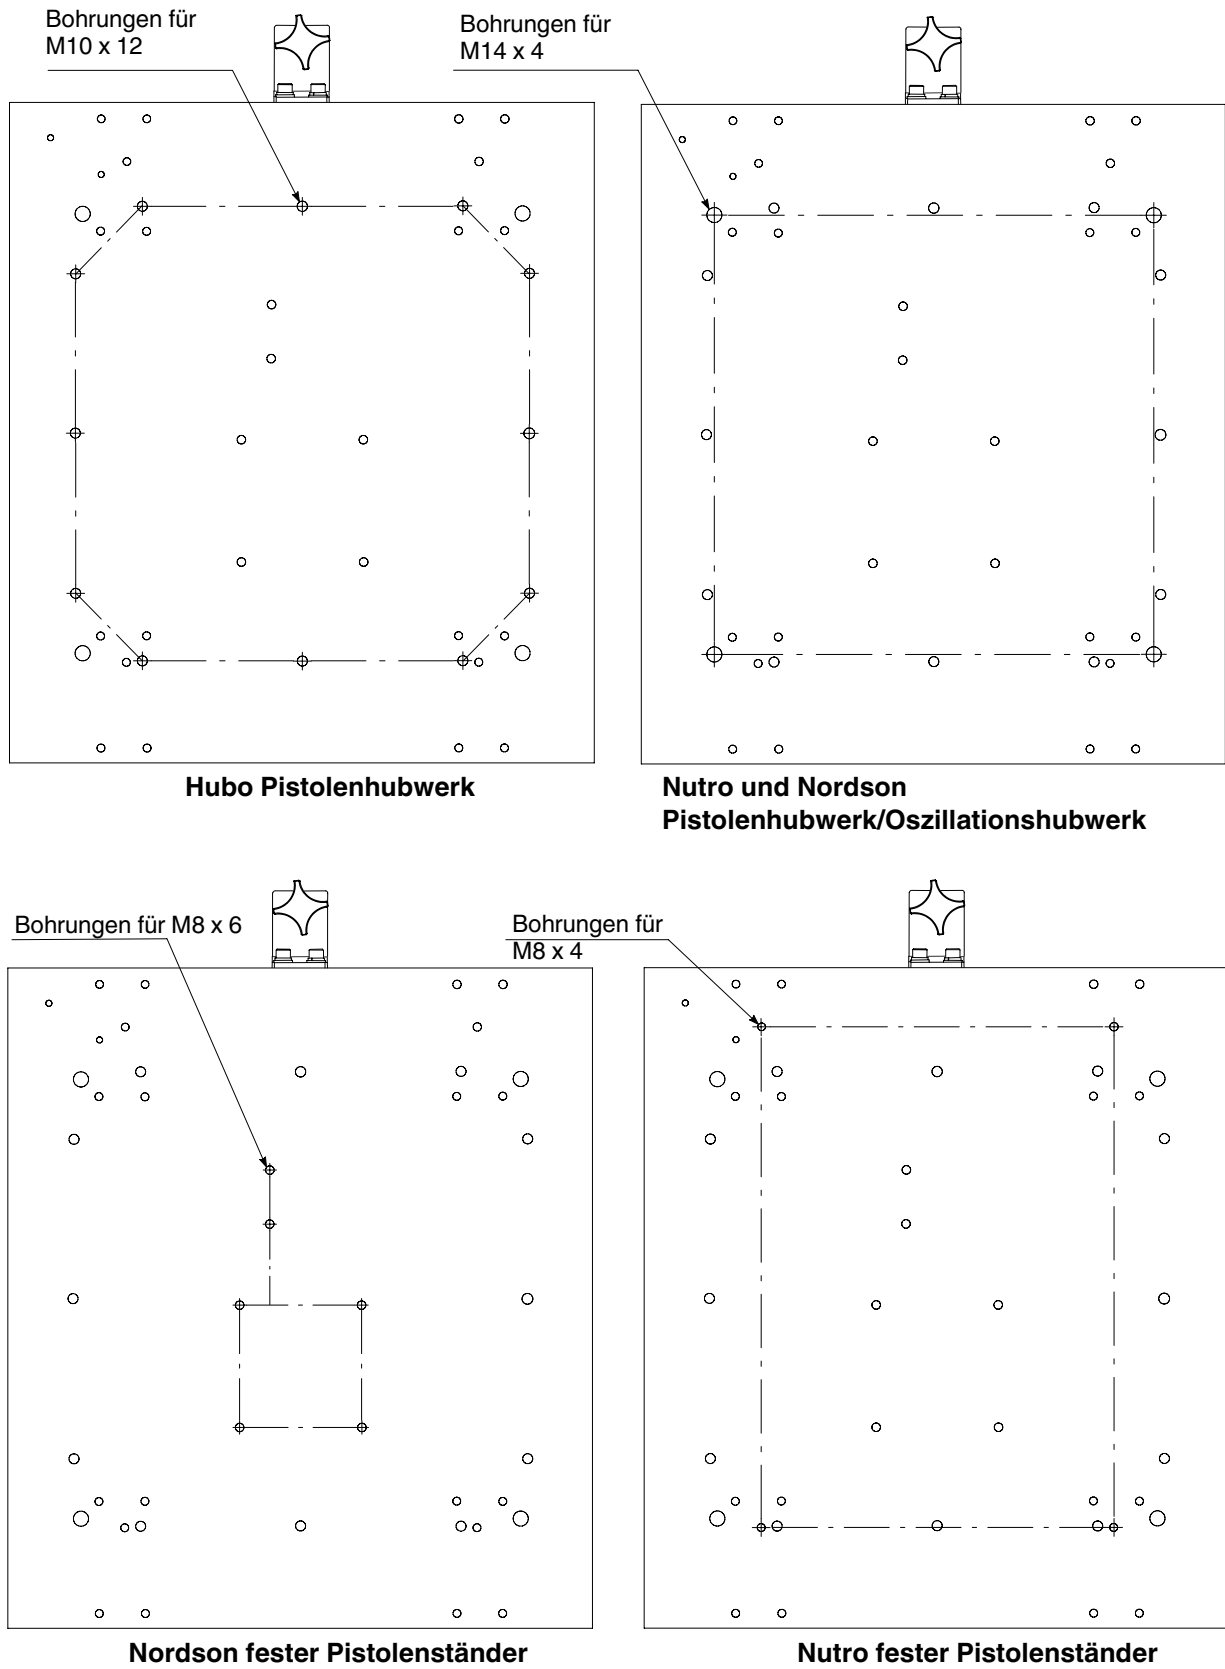 Bohrungen für
M10 x 12
Bohrungen für
M14 x 4
Hubo Pistolenhubwerk
Nutro und Nordson
Pistolenhubwerk/Oszillationshubwerk
Bohrungen für M8 x 6
Bohrungen für
M8 x 4
Nordson fester Pistolenständer
Nutro fester Pistolenständer